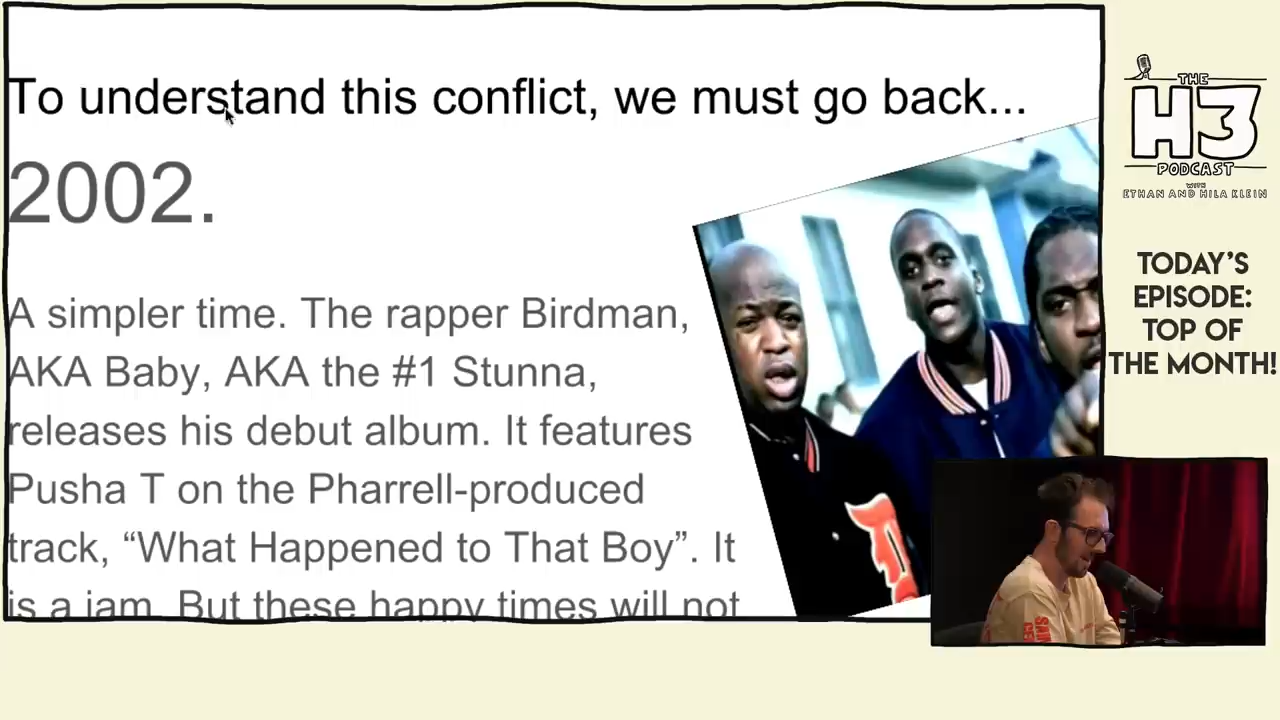 To understand this conflict, we must go back...
2002.
A simpler time. The rapper Birdman,
AKA Baby, AKA the #1 Stunna,
releases his debut album. It features
Pusha T on the Pharrell-produced
track, “What Happened to That Boy”. It
is a jam. But these happy times will not
THE
H3
PODCAST
WITH
ETHAN AND HILA KLEIN
TODAY'S
EPISODE:
TOP OF
THE MONTH!